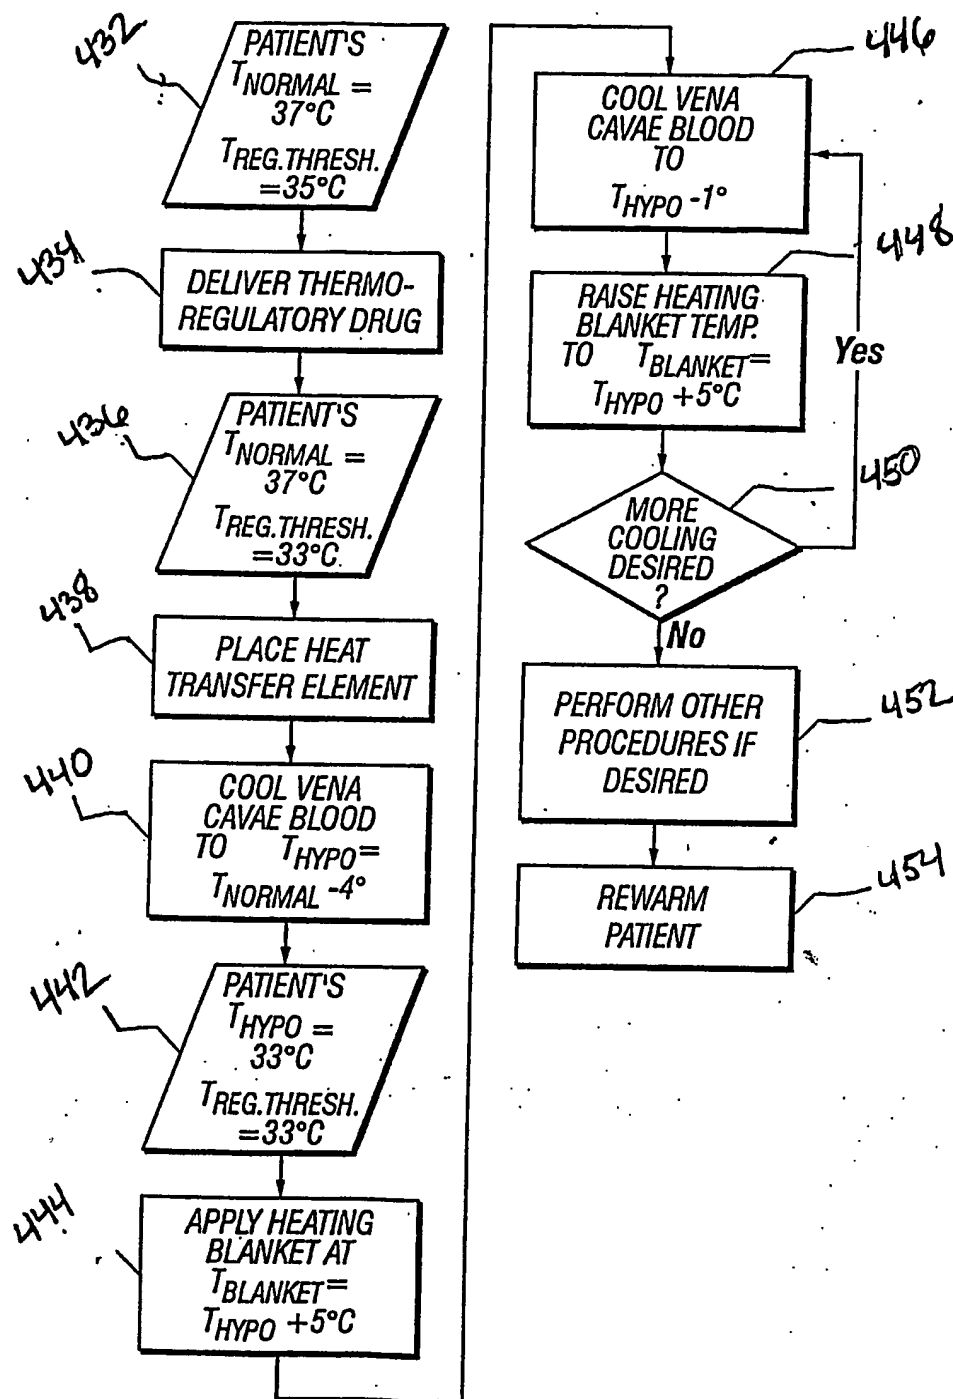 432
PATIENT'S
TNORMAL =
37°C
TREG.THRESH.
=35°C
434
DELIVER THERMO-
REGULATORY DRUG
436
PATIENT'S
TNORMAL =
37°C
TREG.THRESH.
=33°C.
438
PLACE HEAT
TRANSFER ELEMENT
440
COOL VENA
CAVAE BLOOD
TO THYPO=
TNORMAL -4°
442
PATIENT'S
THYPO =
33°C
TREG.THRESH.
=33°C
444
APPLY HEATING
BLANKET AT
TBLANKET=
THYPO +5°C
446
COOL VENA
CAVAE BLOOD
TO
THYPO -1°
448
RAISE HEATING
BLANKET TEMP.
TO TBLANKET=
THYPO +5°C
Yes
450
MORE
COOLING
DESIRED
?
No
452
PERFORM OTHER
PROCEDURES IF
DESIRED
454
REWARM
PATIENT